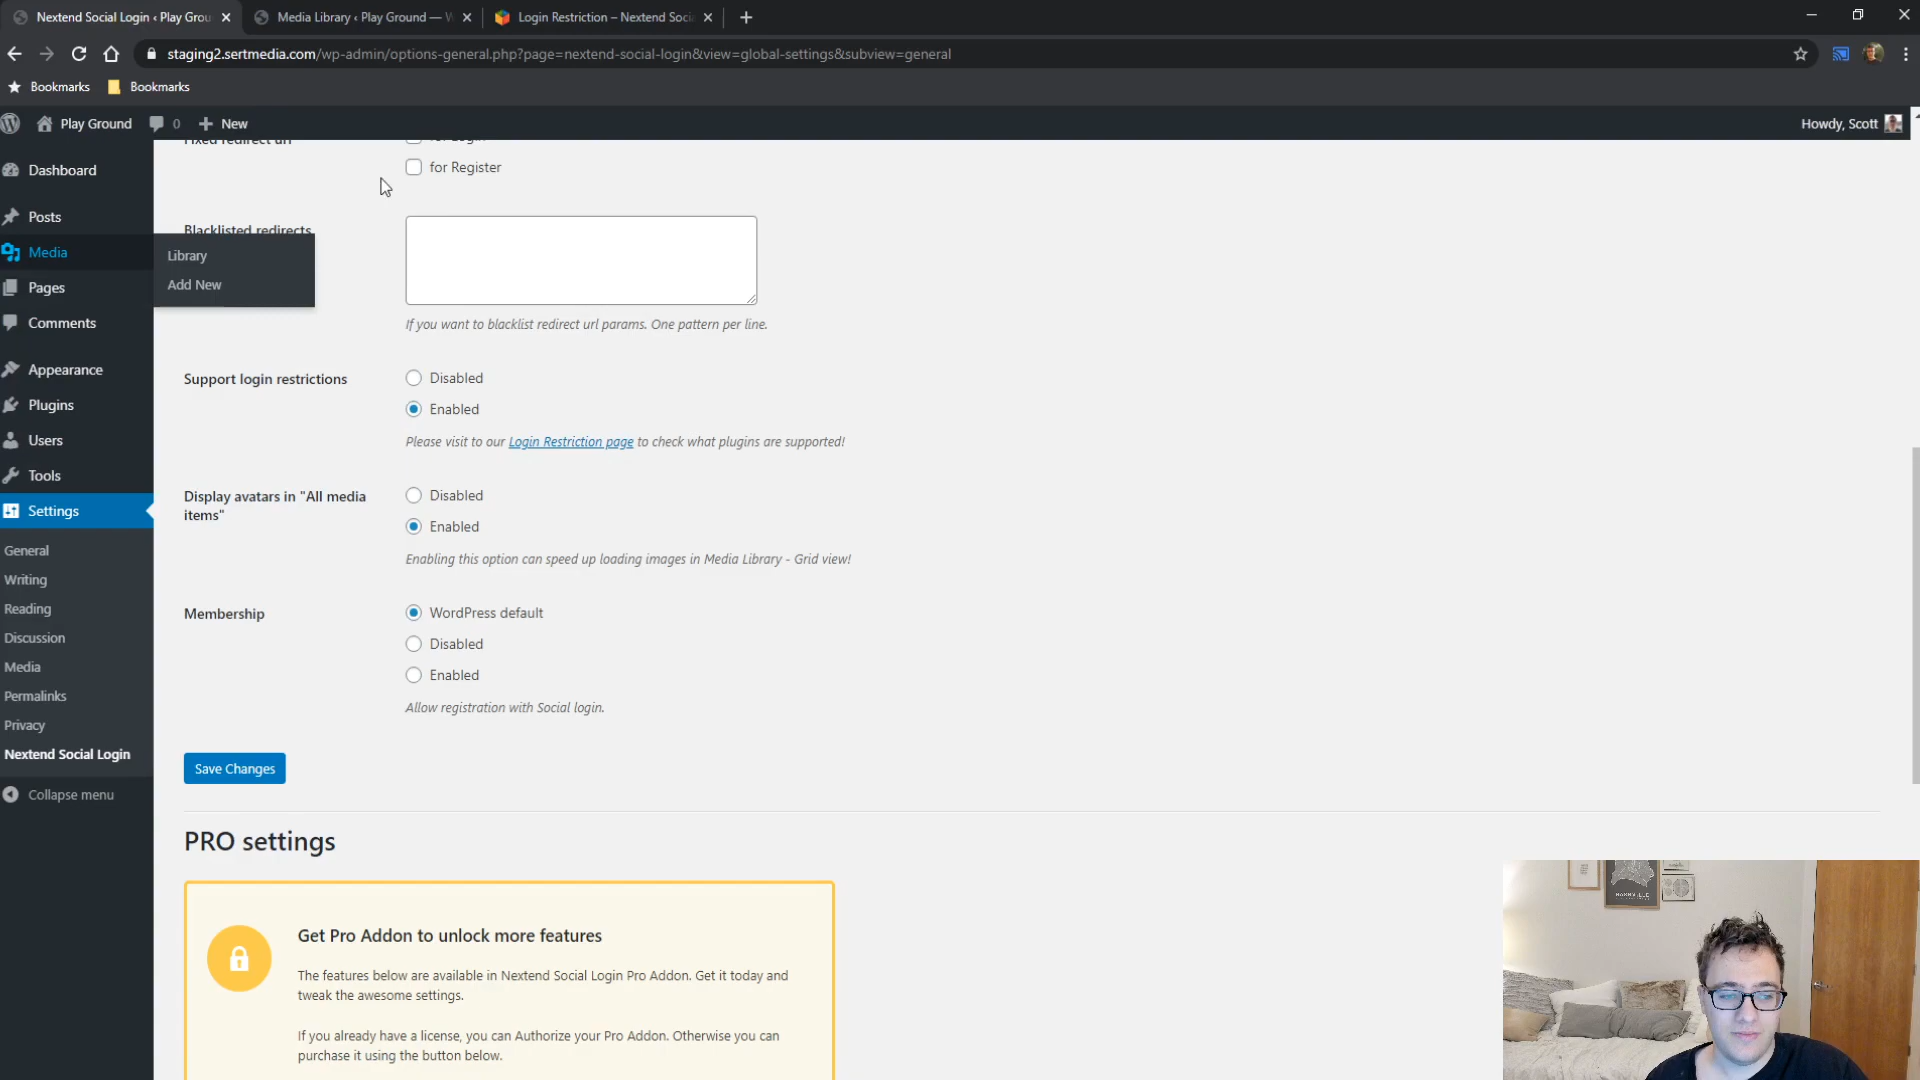 Nextend Social Login ‹ Play Grou
Media Library ‹ Play Ground — W
Login Restriction – Nextend Soci
staging2.sertmedia.com/wp-admin/options-general.php?page=nextend-social-login&view=global-settings&subview=general
Bookmarks
Bookmarks
Play Ground
0
New
Howdy, Scott
Dashboard
Posts
Media
Library
Add New
Pages
Comments
Appearance
Plugins
Users
Tools
Settings
General
Writing
Reading
Discussion
Media
Permalinks
Privacy
Nextend Social Login
Collapse menu
Fixed redirect url
for Login
for Register
Blacklisted redirects
If you want to blacklist redirect url params. One pattern per line.
Support login restrictions
Disabled
Enabled
Please visit to our Login Restriction page to check what plugins are supported!
Display avatars in "All media
items"
Disabled
Enabled
Enabling this option can speed up loading images in Media Library - Grid view!
Membership
WordPress default
Disabled
Enabled
Allow registration with Social login.
Save Changes
PRO settings
Get Pro Addon to unlock more features
The features below are available in Nextend Social Login Pro Addon. Get it today and
tweak the awesome settings.
If you already have a license, you can Authorize your Pro Addon. Otherwise you can
purchase it using the button below.